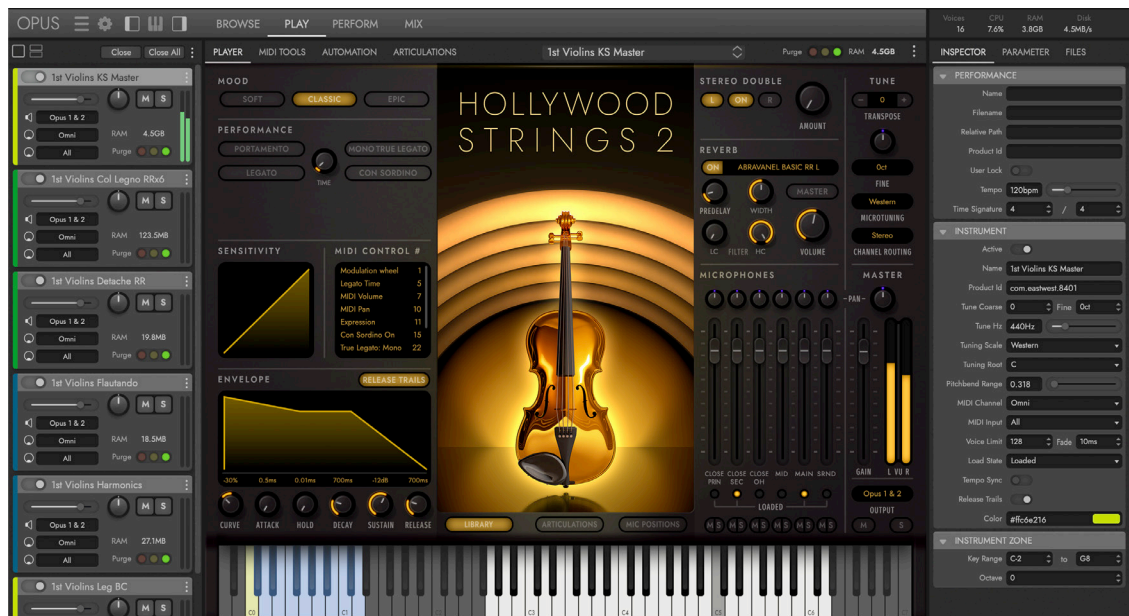 OPUS BROWSE PLAY PERFORM MIX
Voices CPU RAM Disk
16 7.6% 3.8GB 4.5MB/s
Close Close All
PLAYER MIDI TOOLS AUTOMATION ARTICULATIONS 1st Violins KS Master Purge RAM 4.5GB
INSPECTOR PARAMETER FILES
1st Violins KS Master
M S
Opus 1 & 2
Omni RAM 4.5GB
All Purge
1st Violins Col Legno RRx6
M S
Opus 1 & 2
Omni RAM 123.5MB
All Purge
1st Violins Detache RR
M S
Opus 1 & 2
Omni RAM 19.8MB
All Purge
1st Violins Flautando
M S
Opus 1 & 2
Omni RAM 18.5MB
All Purge
1st Violins Harmonics
M S
Opus 1 & 2
Omni RAM 27.1MB
All Purge
1st Violins Leg BC
M S
MOOD
SOFT CLASSIC EPIC
PERFORMANCE
PORTAMENTO MONO TRUE LEGATO
LEGATO TIME CON SORDINO
SENSITIVITY
MIDI CONTROL #
Modulation wheel 1
Legato Time 5
MIDI Volume 7
MIDI Pan 10
Expression 11
Con Sordino On 15
True Legato: Mono 22
ENVELOPE RELEASE TRAILS
-30% 0.5ms 0.01ms 700ms -12dB 700ms
CURVE ATTACK HOLD DECAY SUSTAIN RELEASE
HOLLYWOOD
STRINGS 2
LIBRARY ARTICULATIONS MIC POSITIONS
STEREO DOUBLE
L ON R
AMOUNT
REVERB
ON ABRAVANEL BASIC RR L
PREDELAY WIDTH MASTER
LC FILTER HC VOLUME
MICROPHONES
CLOSE PRN CLOSE SEC CLOSE OH MID MAIN SRND
LOADED
M S M S M S M S M S M S
TUNE
- 0 +
TRANSPOSE
0ct
FINE
Western
MICROTUNING
Stereo
CHANNEL ROUTING
MASTER
-PAN-
GAIN L VU R
Opus 1 & 2
OUTPUT
M S
C0 C1 C2 C3 C4 C5 C6
PERFORMANCE
Name
Filename
Relative Path
Product Id
User Lock
Tempo 120bpm
Time Signature 4 / 4
INSTRUMENT
Active
Name 1st Violins KS Master
Product Id com.eastwest.8401
Tune Coarse 0 Fine 0ct
Tune Hz 440Hz
Tuning Scale Western
Tuning Root C
Pitchbend Range 0.318
MIDI Channel Omni
MIDI Input All
Voice Limit 128 Fade 10ms
Load State Loaded
Tempo Sync
Release Trails
Color #ffc6e216
INSTRUMENT ZONE
Key Range C-2 to G8
Octave 0